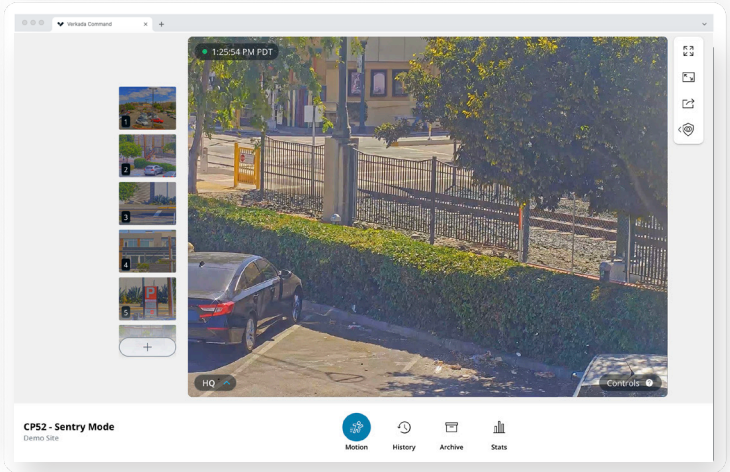 Verkada Command
1:25:54 PM PDT
1
2
3
4
5
P
HQ
Controls
CP52 - Sentry Mode
Demo Site
Motion
History
Archive
Stats